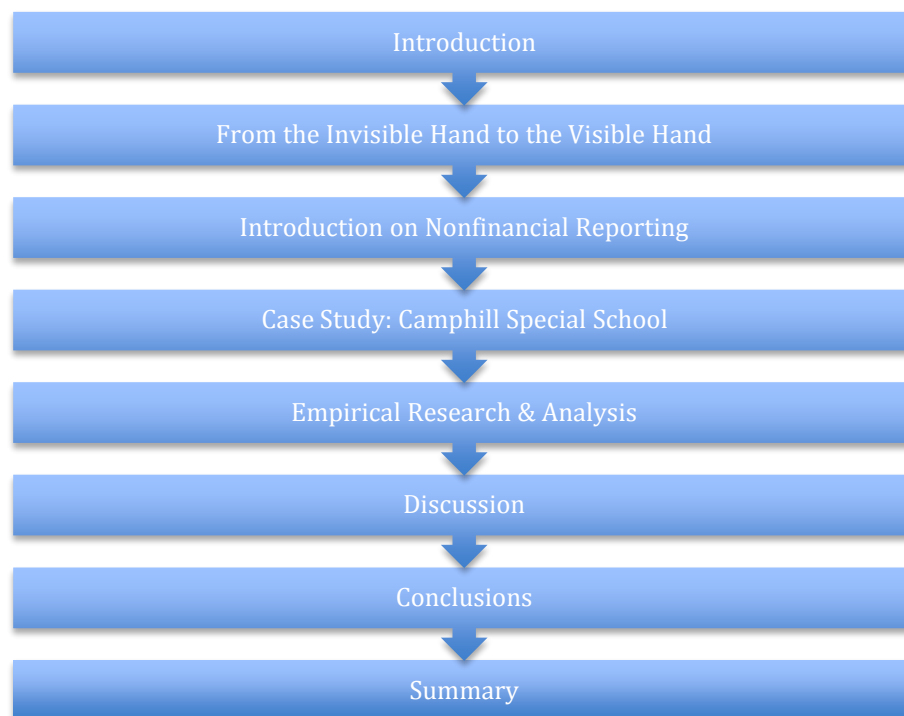 Introduction
From the Invisible Hand to the Visible Hand
Introduction on Nonfinancial Reporting
Case Study: Camphill Special School
Empirical Research & Analysis
Discussion
Conclusions
Summary